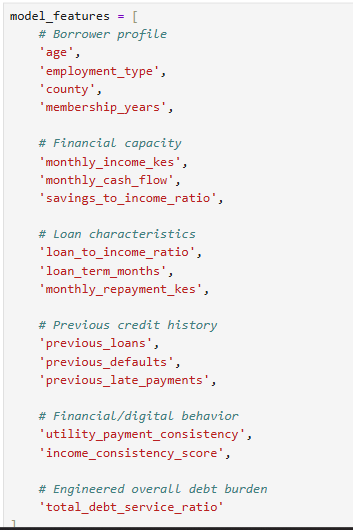 model_features = [
# Borrower profile
'age',
'employment_type',
'county',
'membership_years',
# Financial capacity
'monthly_income_kes',
'monthly_cash_flow',
'savings_to_income_ratio',
# Loan characteristics
'loan_to_income_ratio',
'loan_term_months',
'monthly_repayment_kes',
# Previous credit history
'previous_loans',
'previous_defaults',
'previous_late_payments',
# Financial/digital behavior
'utility_payment_consistency',
'income_consistency_score',
# Engineered overall debt burden
'total_debt_service_ratio'
]